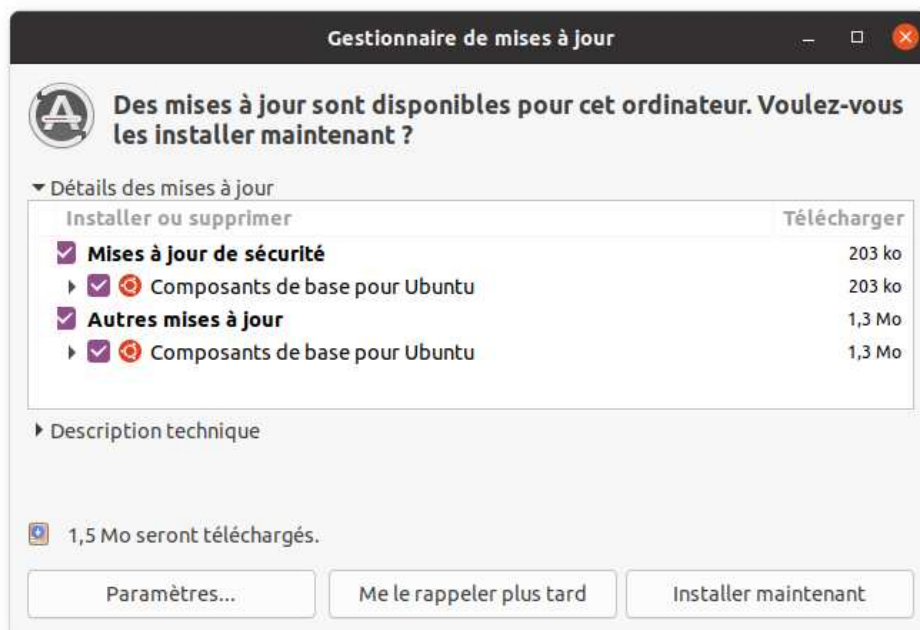 Gestionnaire de mises à jour
Des mises à jour sont disponibles pour cet ordinateur. Voulez-vous
les installer maintenant ?
Détails des mises à jour
Installer ou supprimer Télécharger
Mises à jour de sécurité 203 ko
Composants de base pour Ubuntu 203 ko
Autres mises à jour 1,3 Mo
Composants de base pour Ubuntu 1,3 Mo
Description technique
1,5 Mo seront téléchargés.
Paramètres... Me le rappeler plus tard Installer maintenant